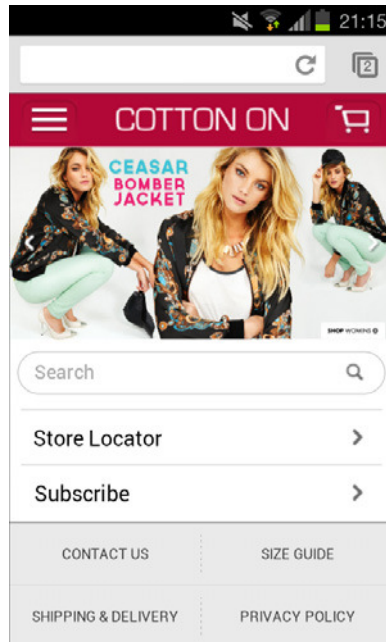 21:15
2
COTTON ON
CEASAR
BOMBER
JACKET
SHOP WOMENS
Search
Store Locator
Subscribe
CONTACT US
SIZE GUIDE
SHIPPING & DELIVERY
PRIVACY POLICY